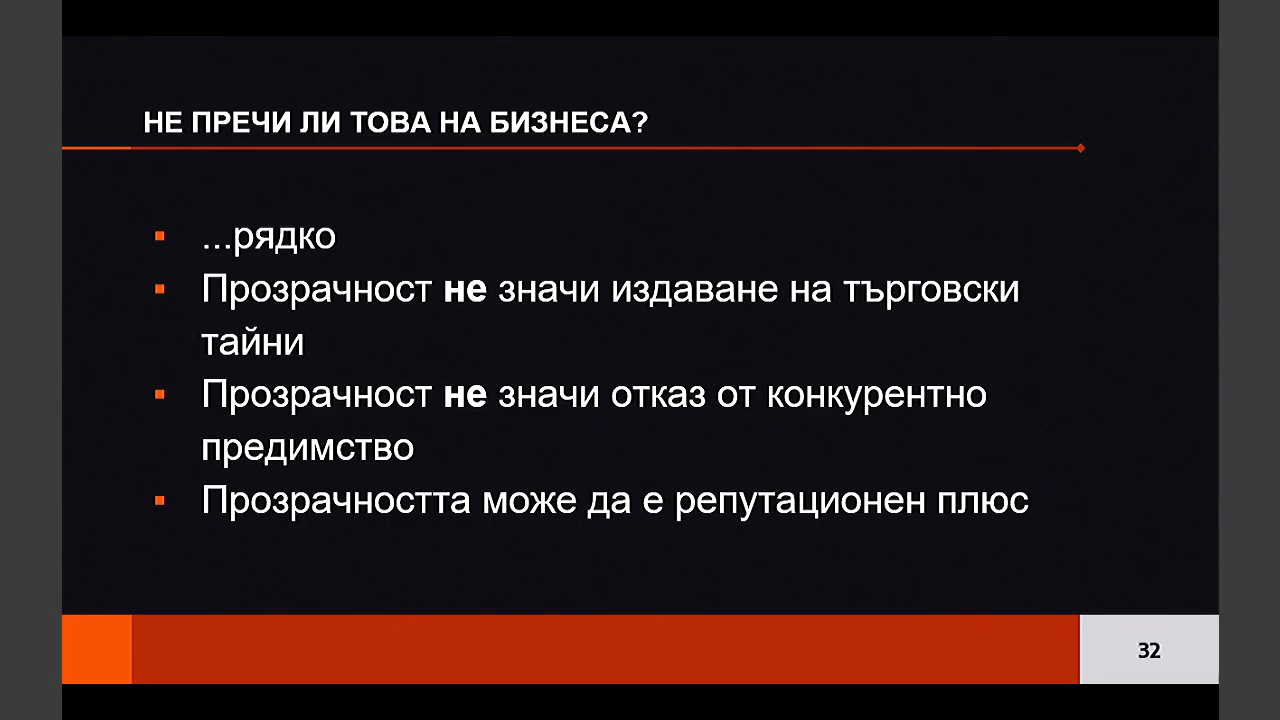 НЕ ПРЕЧИ ЛИ ТОВА НА БИЗНЕСА?
...рядко
Прозрачност не значи издаване на търговски
тайни
Прозрачност не значи отказ от конкурентно
предимство
Прозрачността може да е репутационен плюс
32